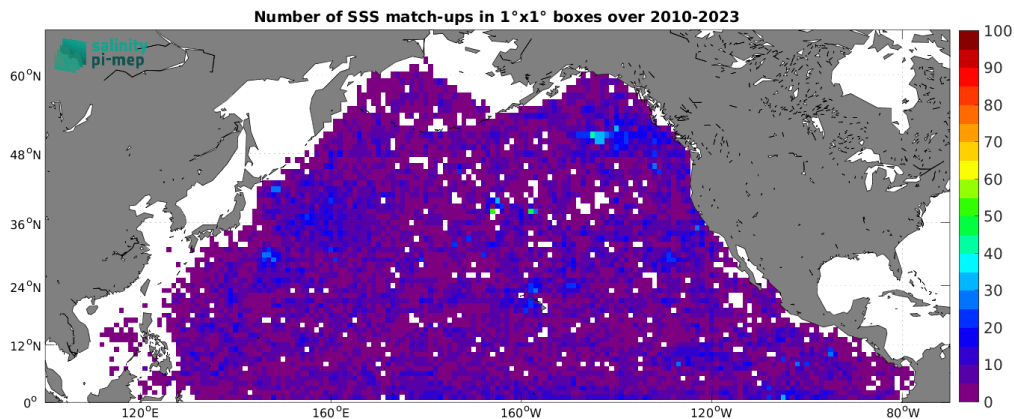 Number of SSS match-ups in 1°x1° boxes over 2010-2023
salinity
pi-mep
60°N
48°N
36°N
24°N
12°N
0°
120°E
160°E
160°W
120°W
80°W
100
90
80
70
60
50
40
30
20
10
0